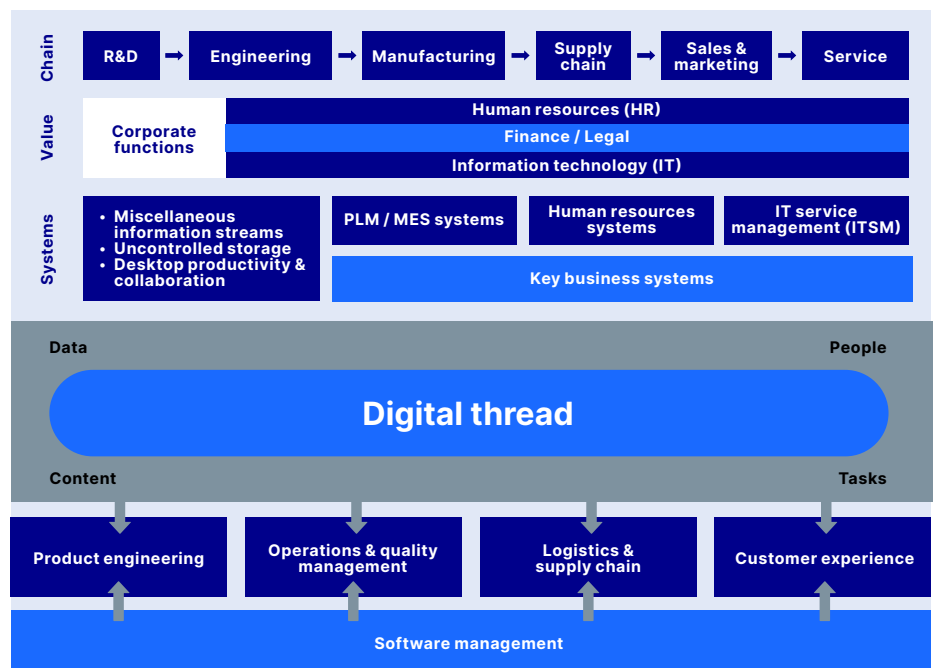 Chain
R&D
Engineering
Manufacturing
Supply
chain
Sales &
marketing
Service
Value
Corporate
functions
Human resources (HR)
Finance / Legal
Information technology (IT)
Systems
• Miscellaneous
information streams
• Uncontrolled storage
• Desktop productivity &
collaboration
PLM / MES systems
Human resources
systems
IT service
management (ITSM)
Key business systems
Data
People
Digital thread
Content
Tasks
Product engineering
Operations & quality
management
Logistics &
supply chain
Customer experience
Software management